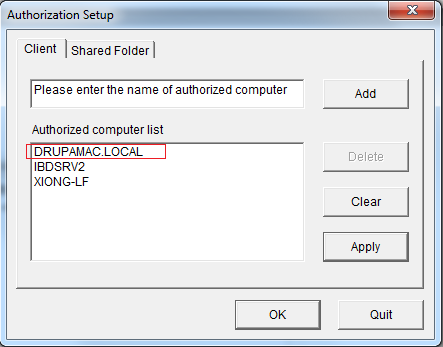 Authorization Setup
Client
Shared Folder
Please enter the name of authorized computer
Add
Authorized computer list
DRUPAMAC.LOCAL
IBDSRV2
XIONG-LF
Delete
Clear
Apply
OK
Quit